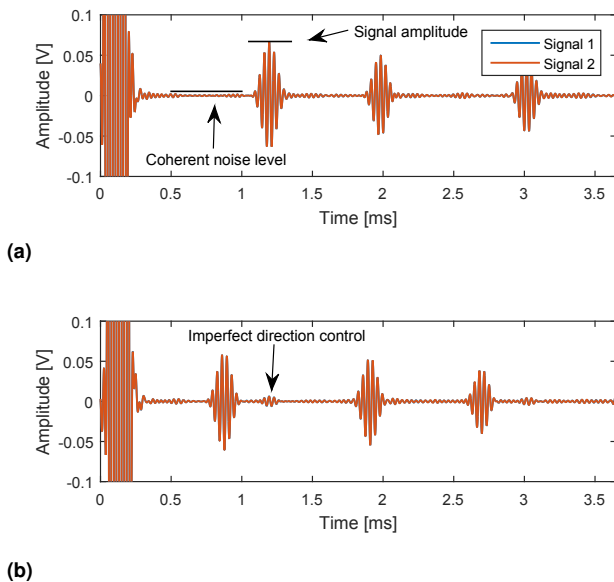 0.1
0.05
0
-0.05
-0.1
Amplitude [V]
Signal amplitude
Signal 1
Signal 2
Coherent noise level
0 0.5 1 1.5 2 2.5 3 3.5
Time [ms]
(a)
0.1
0.05
0
-0.05
-0.1
Amplitude [V]
Imperfect direction control
0 0.5 1 1.5 2 2.5 3 3.5
Time [ms]
(b)